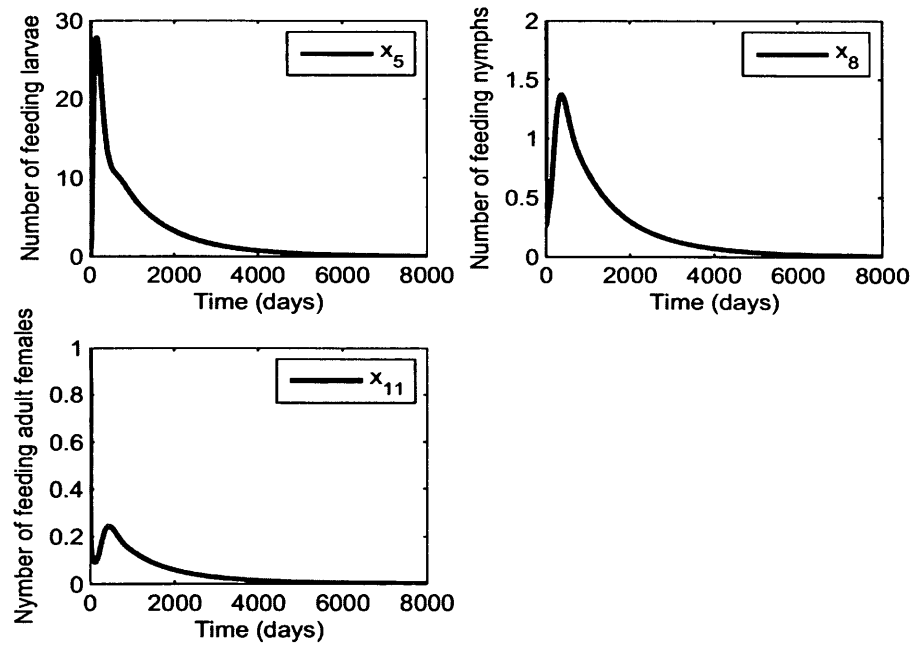 Number of feeding larvae
30
20
10
0
x5
0 2000 4000 6000 8000
Time (days)
Number of feeding nymphs
2
1.5
1
0.5
0
x8
0 2000 4000 6000 8000
Time (days)
Nymber of feeding adult females
1
0.8
0.6
0.4
0.2
0
x11
0 2000 4000 6000 8000
Time (days)